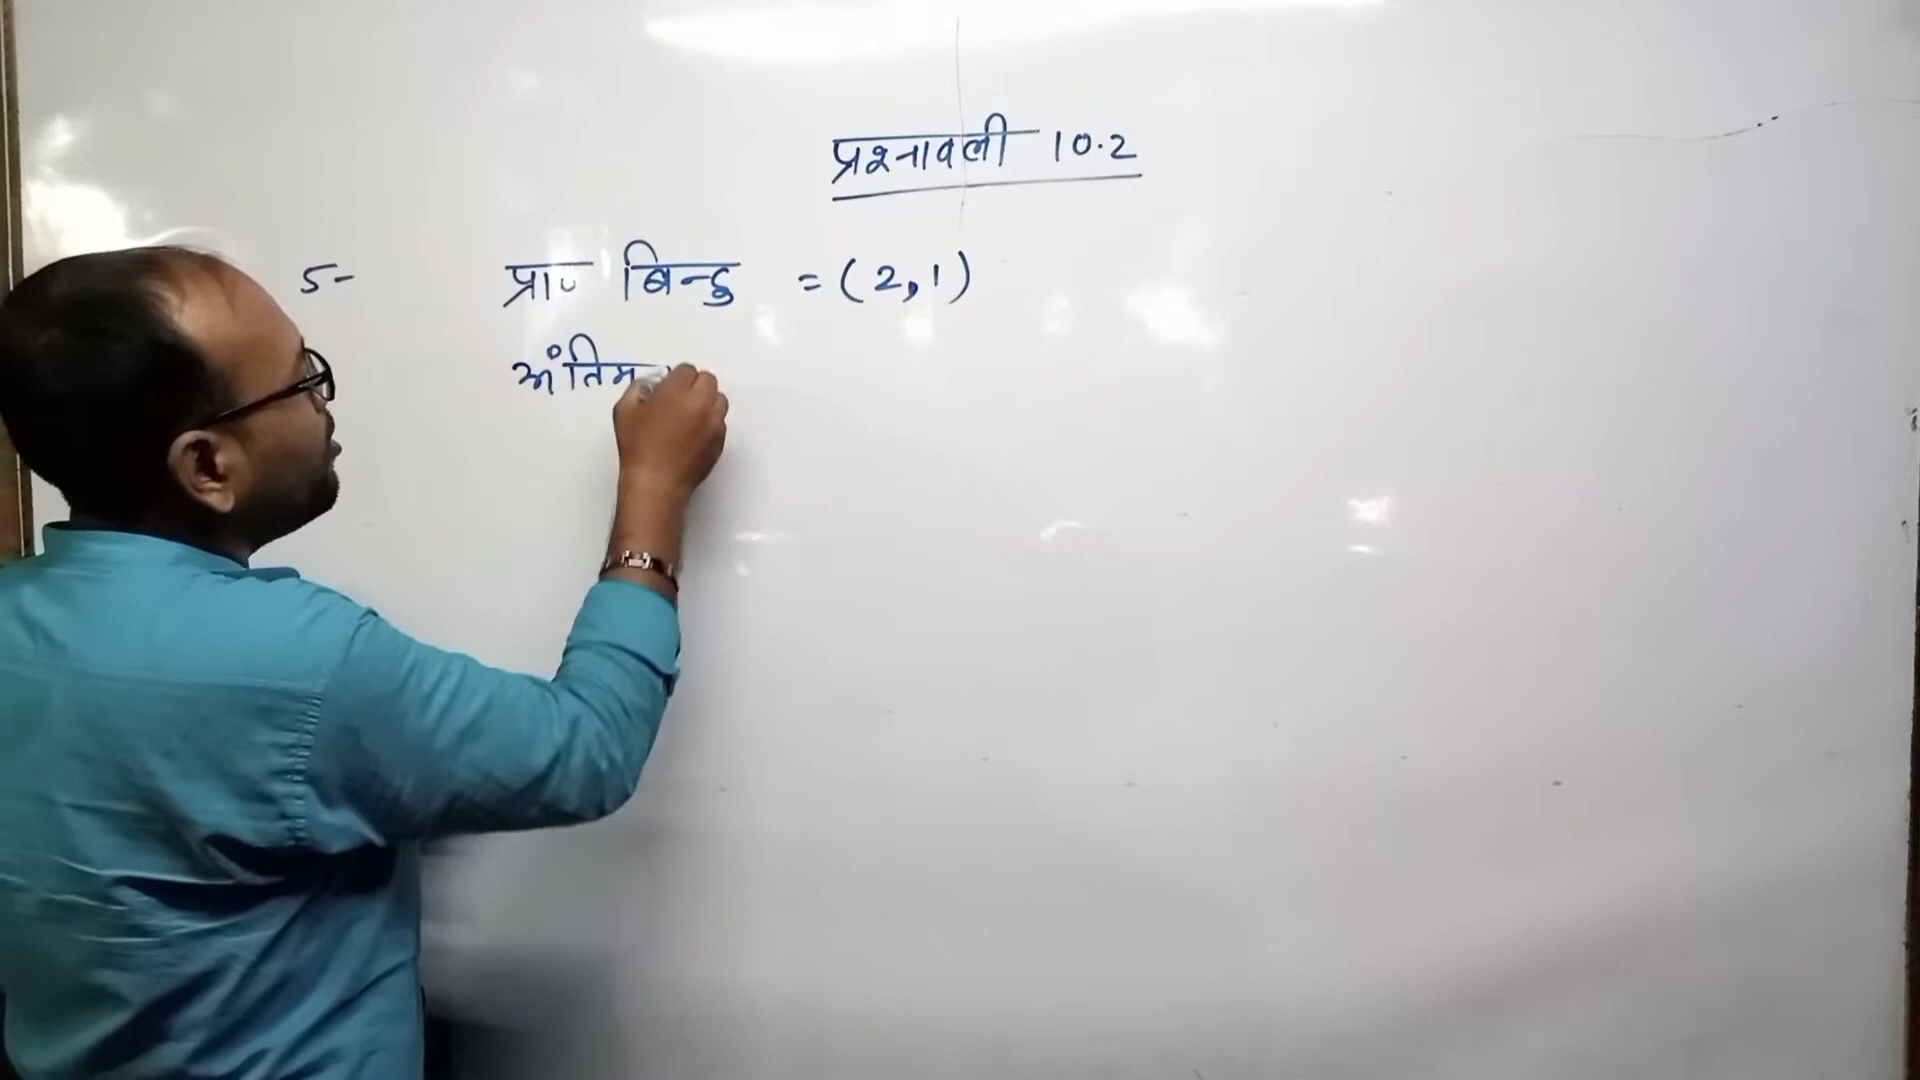 प्रश्नावली 10.2
5- प्रा० बिन्दु = (2,1)
अंतिम